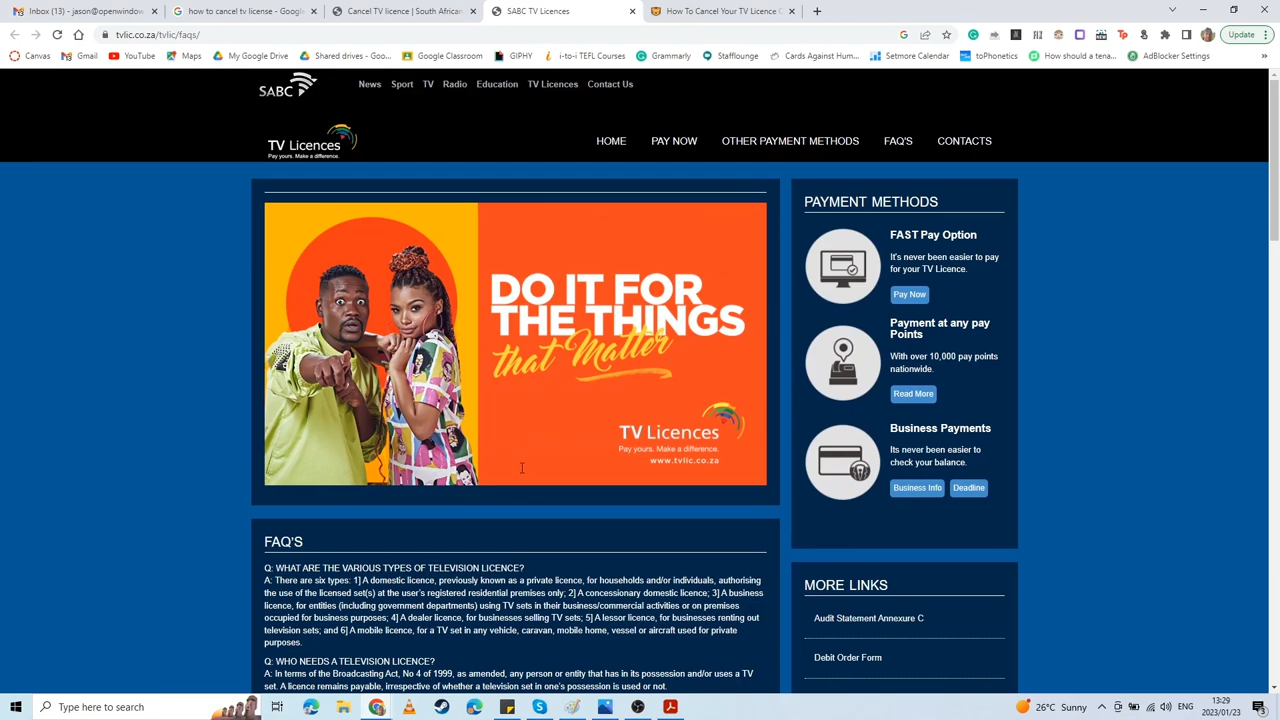 Inbox (13) - jason@openwindow
how to cancel tv licence - Google
Cancel TV licence South African
SABC | TV Licences
How To Cancel Your TV Licence O
tvlic.co.za/tvlic/faqs/
Update
Canvas
Gmail
YouTube
Maps
My Google Drive
Shared drives - Goo...
Google Classroom
GIPHY
i-to-i TEFL Courses
Grammarly
Stafflounge
Cards Against Hum...
Setmore Calendar
toPhonetics
How should a tena...
AdBlocker Settings
SABC
News Sport TV Radio Education TV Licences Contact Us
TV Licences
Pay yours. Make a difference.
HOME PAY NOW OTHER PAYMENT METHODS FAQ'S CONTACTS
DO IT FOR
THE THINGS
that Matter
TV Licences
Pay yours. Make a difference.
www.tvlic.co.za
FAQ'S
Q: WHAT ARE THE VARIOUS TYPES OF TELEVISION LICENCE?
A: There are six types: 1] A domestic licence, previously known as a private licence, for households and/or individuals, authorising
the use of the licensed set(s) at the user's registered residential premises only; 2] A concessionary domestic licence; 3] A business
licence, for entities (including government departments) using TV sets in their business/commercial activities or on premises
occupied for business purposes; 4] A dealer licence, for businesses selling TV sets; 5] A lessor licence, for businesses renting out
television sets; and 6] A mobile licence, for a TV set in any vehicle, caravan, mobile home, vessel or aircraft used for private
purposes.
Q: WHO NEEDS A TELEVISION LICENCE?
A: In terms of the Broadcasting Act, No 4 of 1999, as amended, any person or entity that has in its possession and/or uses a TV
set. A licence remains payable, irrespective of whether a television set in one's possession is used or not.
PAYMENT METHODS
FAST Pay Option
It's never been easier to pay
for your TV Licence.
Pay Now
Payment at any pay
Points
With over 10,000 pay points
nationwide.
Read More
Business Payments
Its never been easier to
check your balance.
Business Info Deadline
MORE LINKS
Audit Statement Annexure C
Debit Order Form
Type here to search
26°C Sunny
ENG
13:29
2023/01/23